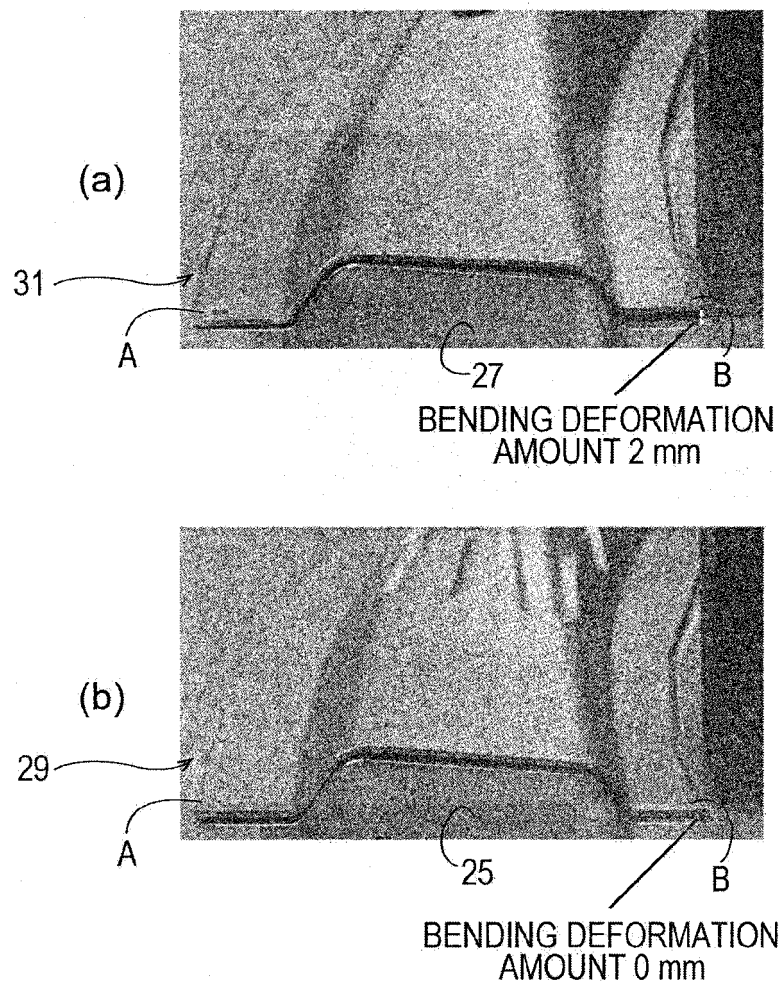 (a)
31
A
27
B
BENDING DEFORMATION
AMOUNT 2 mm
(b)
29
A
25
B
BENDING DEFORMATION
AMOUNT 0 mm